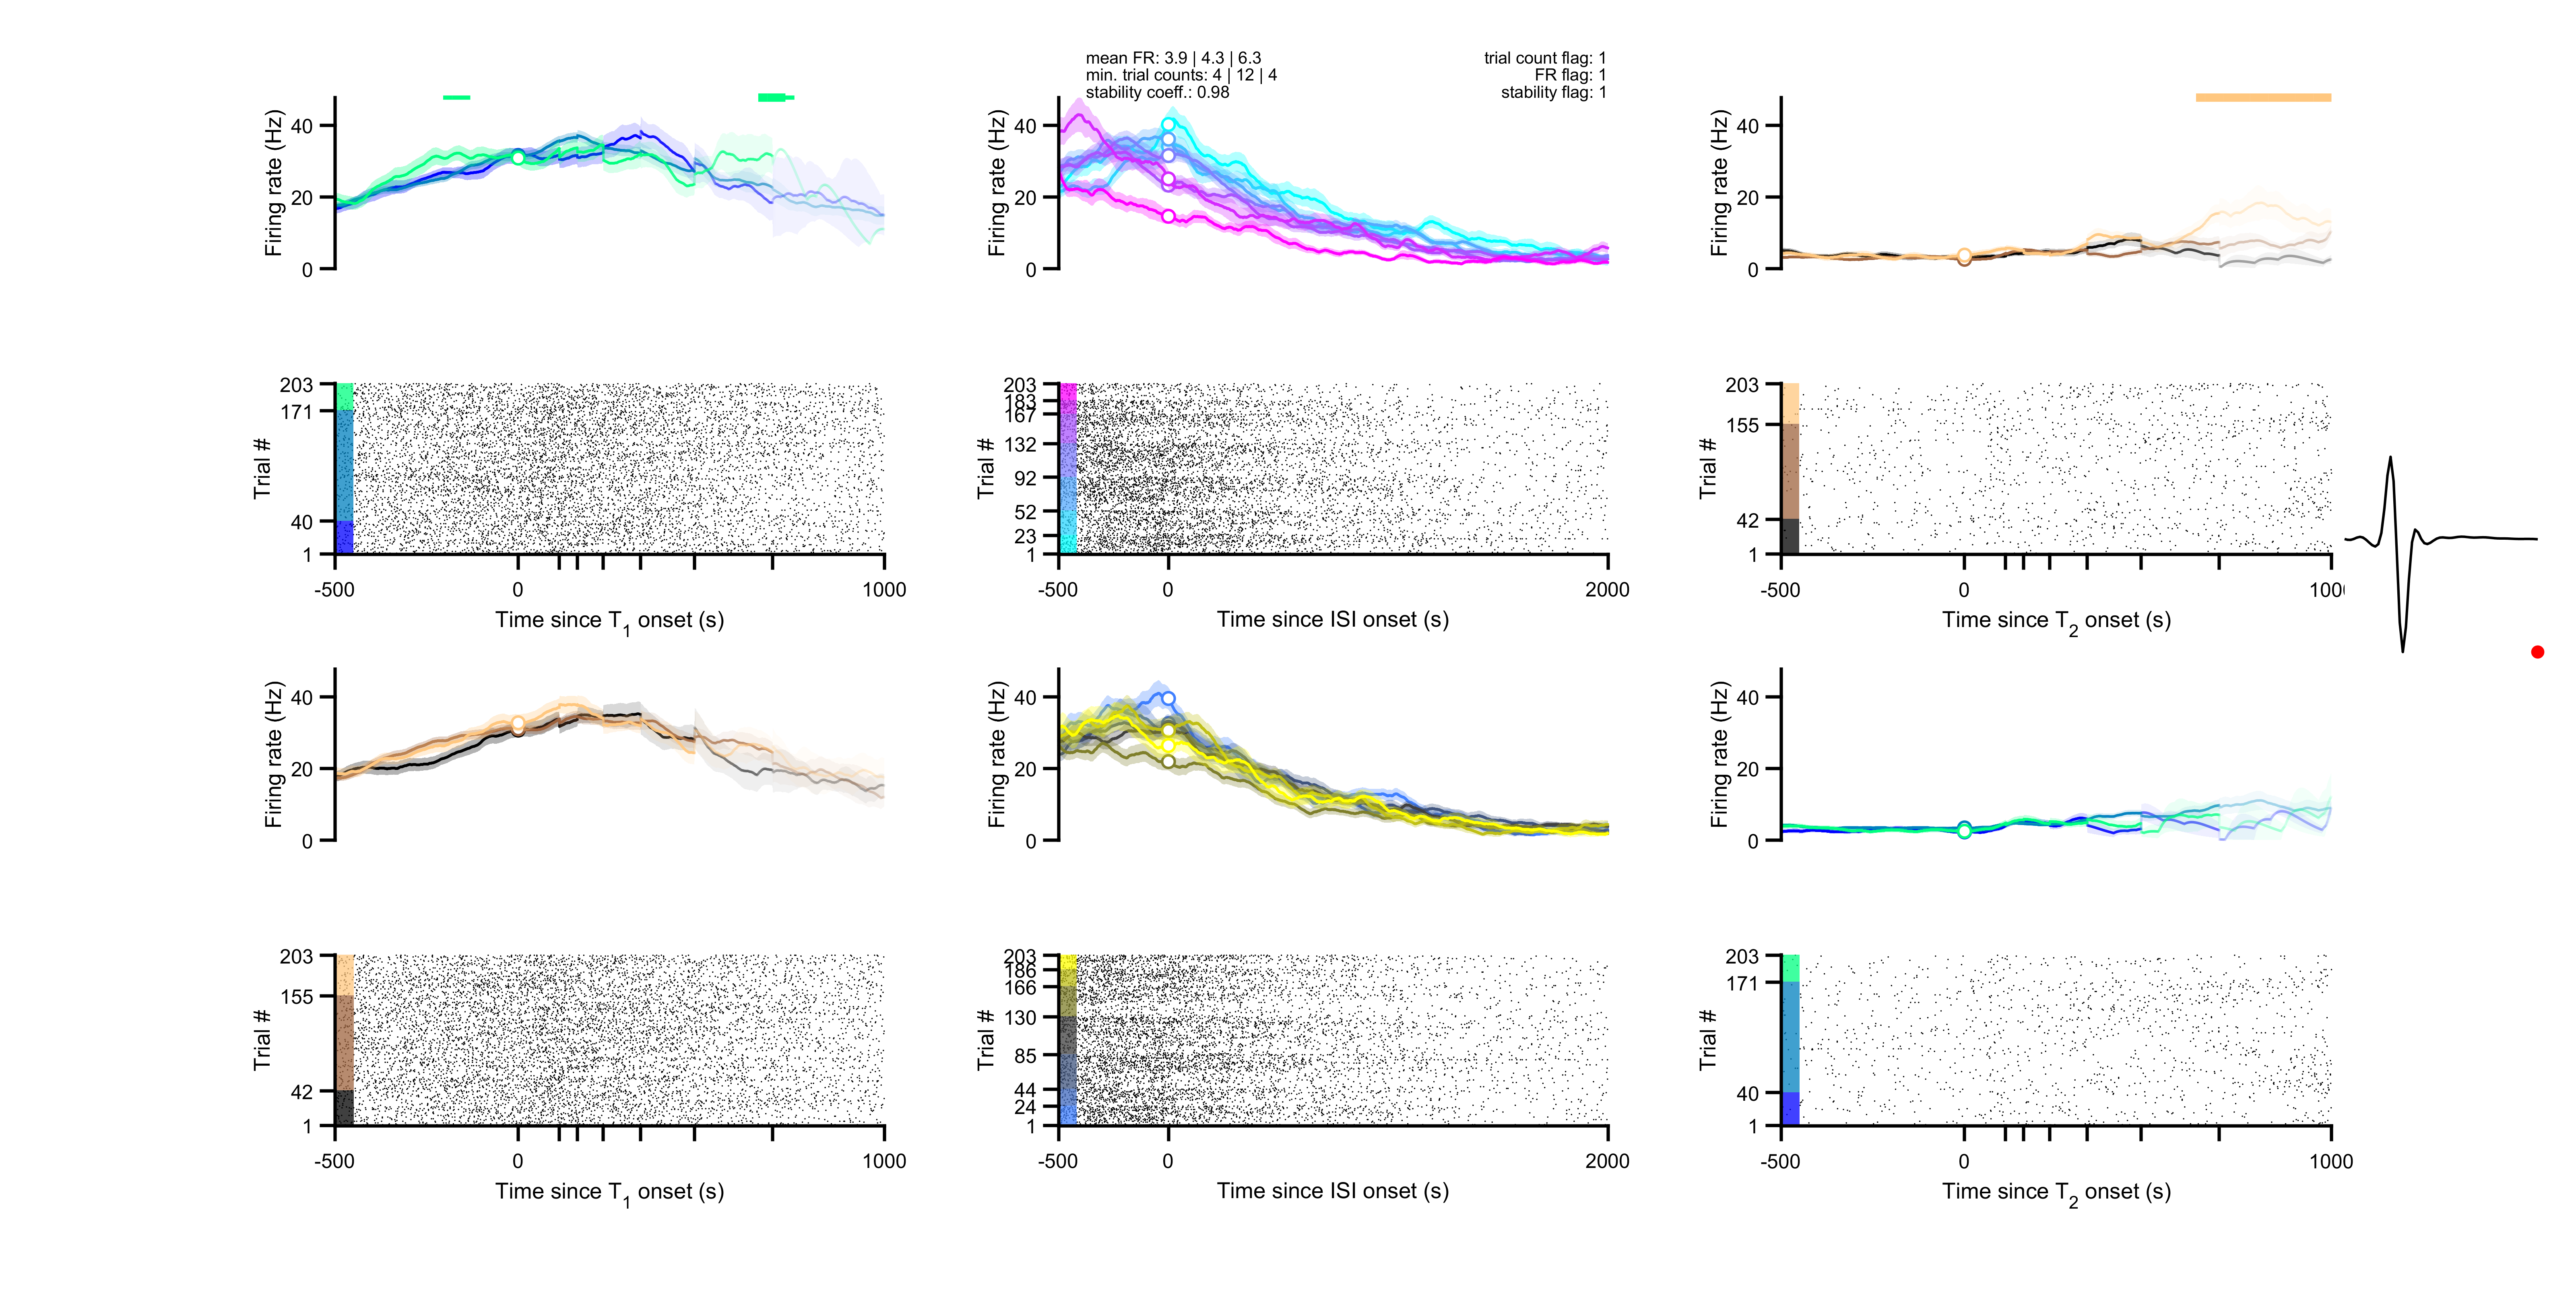 mean FR: 3.9 | 4.3 | 6.3
min. trial counts: 4 | 12 | 4
stability coeff.: 0.98
trial count flag: 1
FR flag: 1
stability flag: 1
Firing rate (Hz)
40
20
0
Firing rate (Hz)
40
20
0
Firing rate (Hz)
40
20
0
Trial #
203
171
40
1
-500
0
1000
Time since T1 onset (s)
Trial #
203
183
167
132
92
52
23
1
-500
0
2000
Time since ISI onset (s)
Trial #
203
155
42
1
-500
0
1000
Time since T2 onset (s)
Firing rate (Hz)
40
20
0
Firing rate (Hz)
40
20
0
Firing rate (Hz)
40
20
0
Trial #
203
155
42
1
-500
0
1000
Time since T1 onset (s)
Trial #
203
186
166
130
85
44
24
1
-500
0
2000
Time since ISI onset (s)
Trial #
203
171
40
1
-500
0
1000
Time since T2 onset (s)